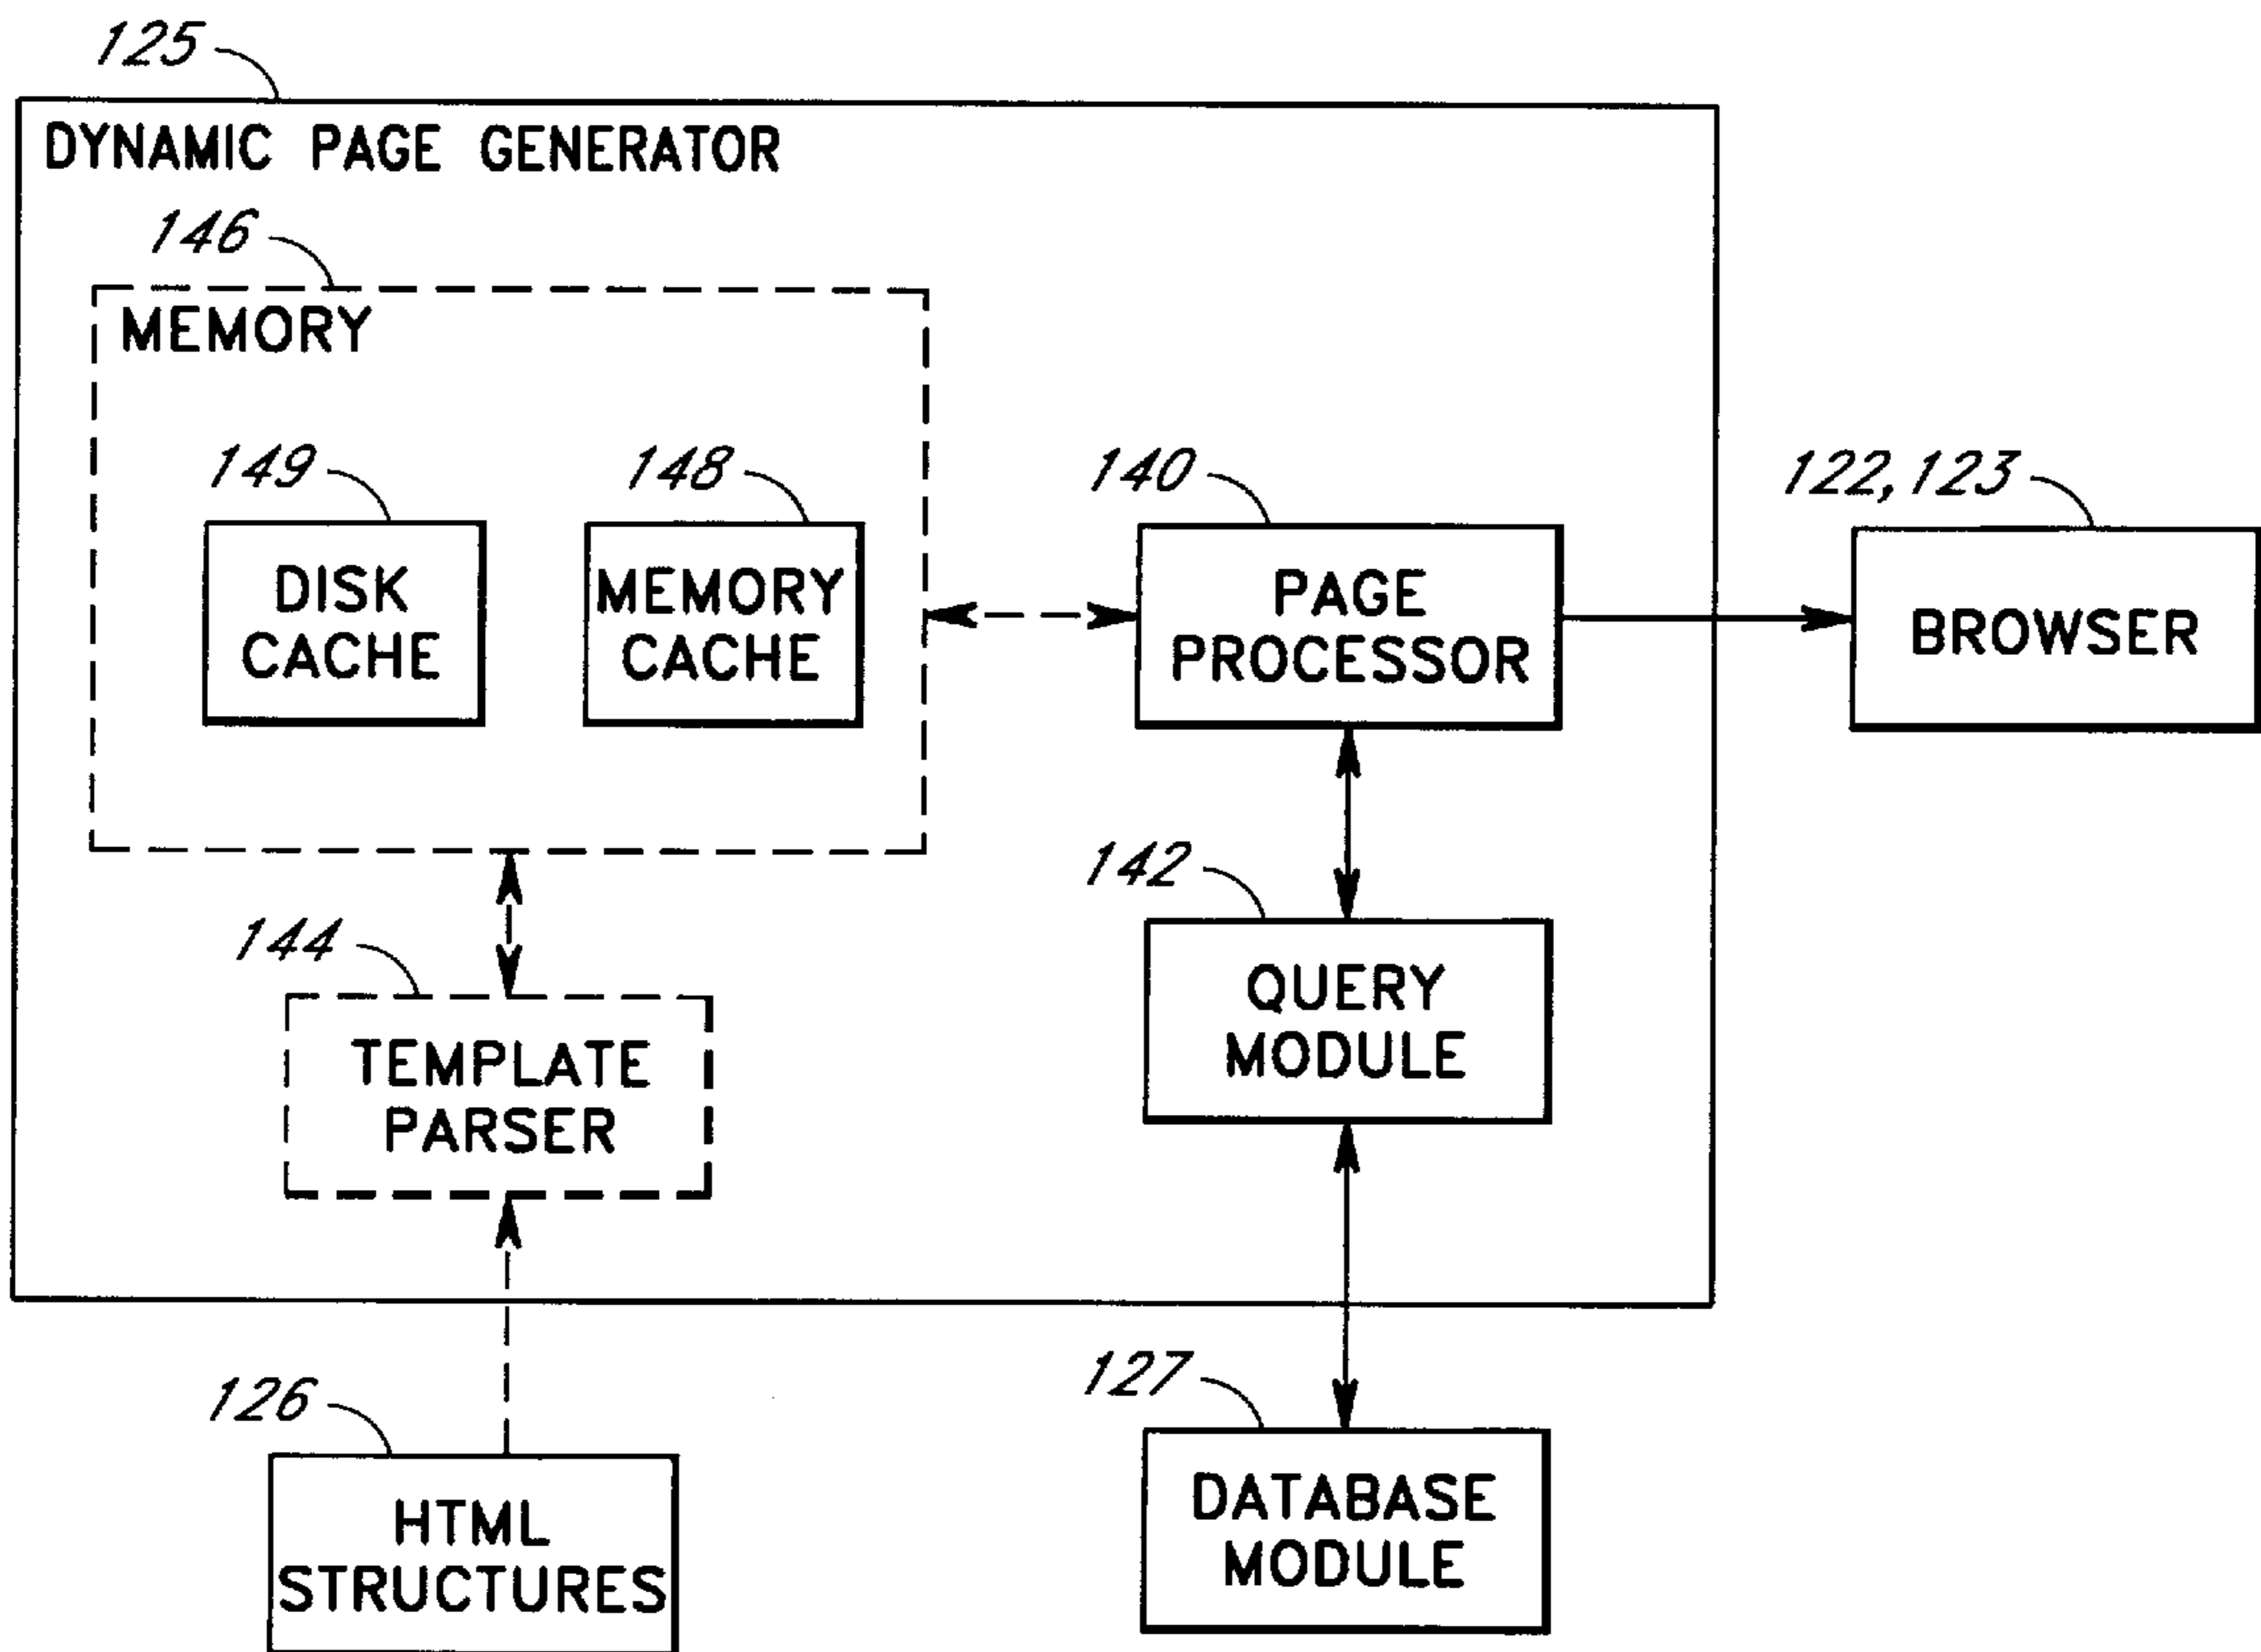 125
DYNAMIC PAGE GENERATOR
146
MEMORY
149
DISK
CACHE
148
MEMORY
CACHE
140
PAGE
PROCESSOR
122, 123
BROWSER
142
QUERY
MODULE
144
TEMPLATE
PARSER
126
HTML
STRUCTURES
127
DATABASE
MODULE